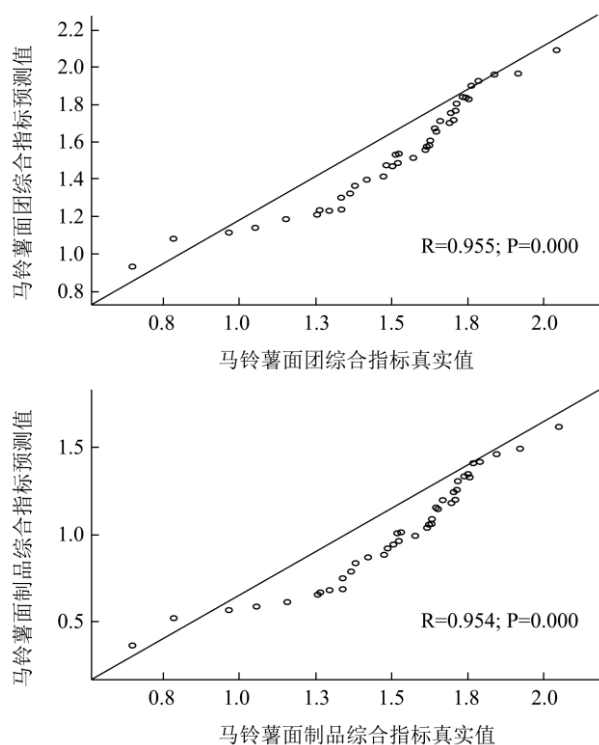 马铃薯面团综合指标预测值
2.2
2.0
1.8
1.6
1.4
1.2
1.0
0.8
R=0.955; P=0.000
0.8 1.0 1.3 1.5 1.8 2.0
马铃薯面团综合指标真实值
马铃薯面制品综合指标预测值
1.5
1.0
0.5
R=0.954; P=0.000
0.8 1.0 1.3 1.5 1.8 2.0
马铃薯面制品综合指标真实值